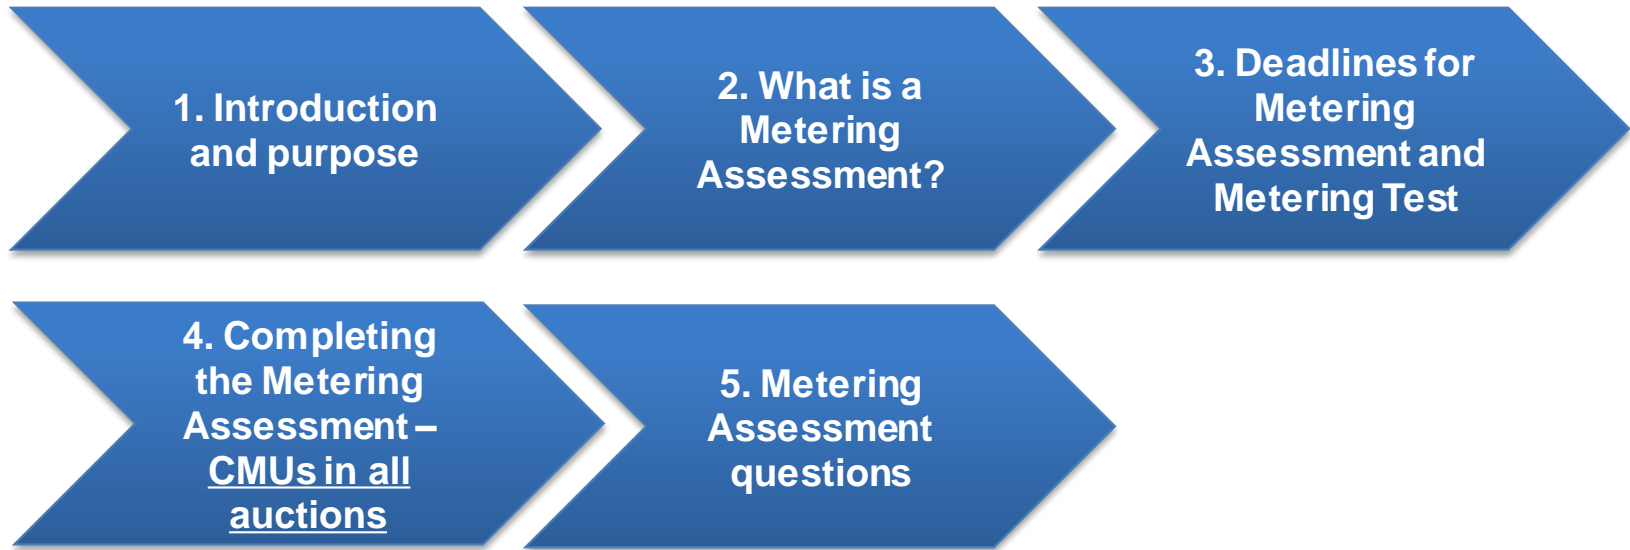 1. Introduction
and purpose
2. What is a
Metering
Assessment?
3. Deadlines for
Metering
Assessment and
Metering Test
4. Completing
the Metering
Assessment –
CMUs in all
auctions
5. Metering
Assessment
questions